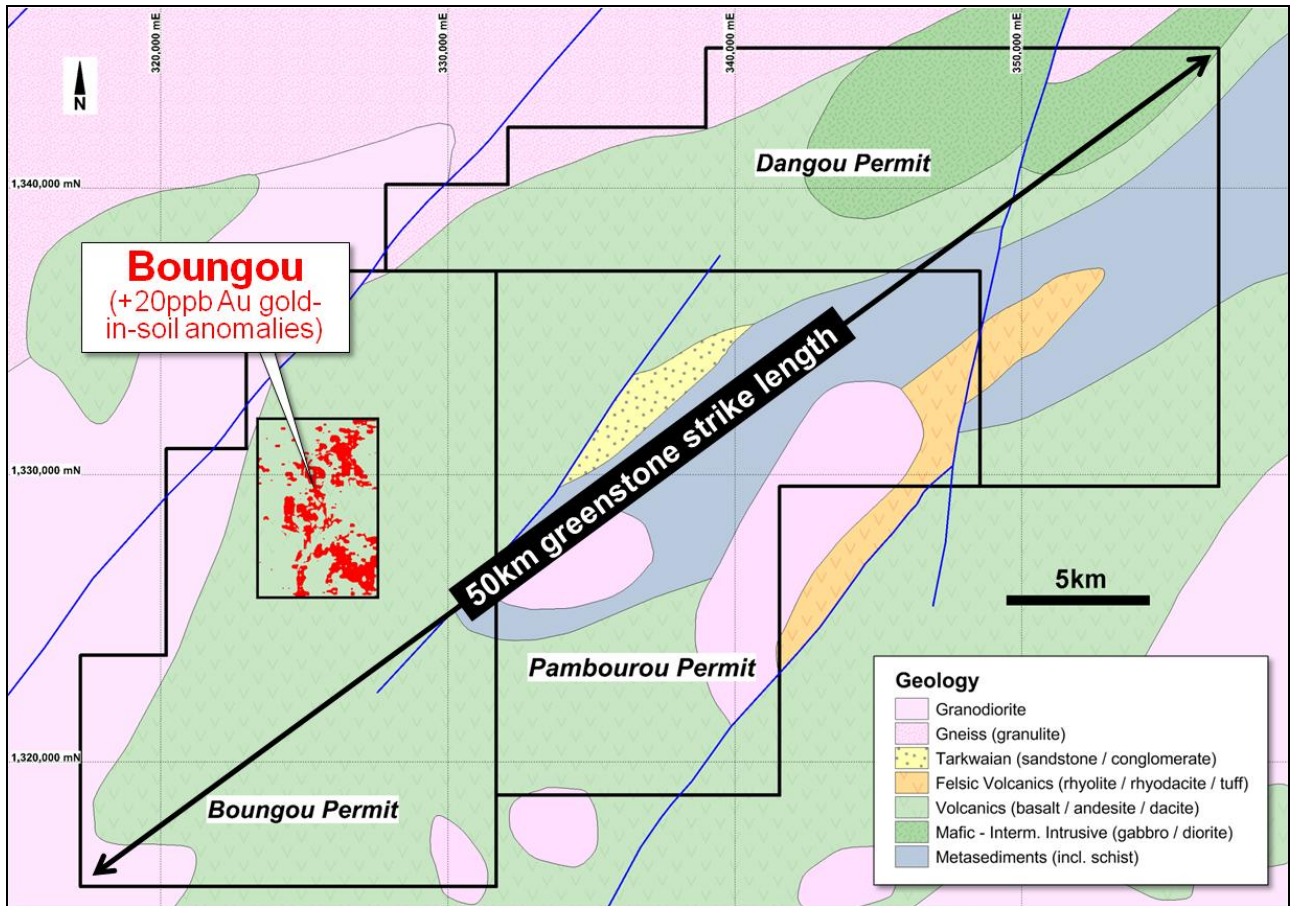 320,000 mE
330,000 mE
340,000 mE
350,000 mE
N
Dangou Permit
1,340,000 mN
Boungou
(+20ppb Au gold-
in-soil anomalies)
50km greenstone strike length
1,330,000 mN
5km
Pambourou Permit
1,320,000 mN
Boungou Permit
Geology
Granodiorite
Gneiss (granulite)
Tarkwaian (sandstone / conglomerate)
Felsic Volcanics (rhyolite / rhyodacite / tuff)
Volcanics (basalt / andesite / dacite)
Mafic - Interm. Intrusive (gabbro / diorite)
Metasediments (incl. schist)